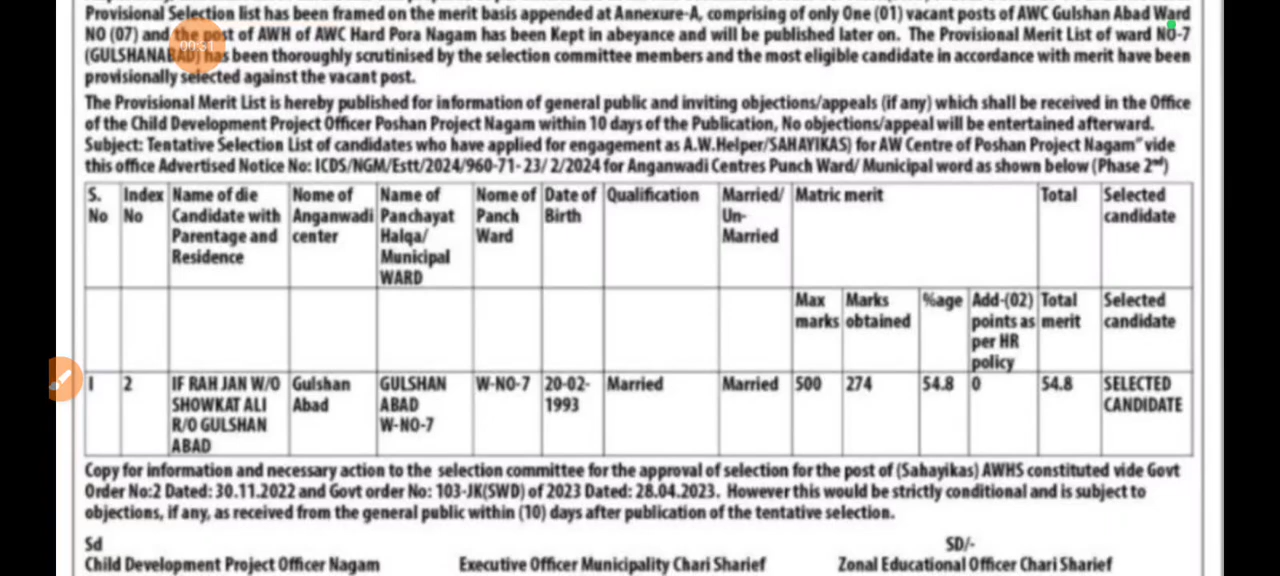 Provisional Selection list has been framed on the merit basis appended at Annexure-A, comprising of only One (01) vacant posts of AWC Gulshan Abad Ward
NO (07) and the post of AWH of AWC Hard Pora Nagam has been Kept in abeyance and will be published later on. The Provisional Merit List of ward NO-7
(GULSHANABAD) has been thoroughly scrutinised by the selection committee members and the most eligible candidate in accordance with merit have been
provisionally selected against the vacant post.
The Provisional Merit List is hereby published for information of general public and inviting objections/appeals (if any) which shall be received in the Office
of the Child Development Project Officer Poshan Project Nagam within 10 days of the Publication, No objections/appeal will be entertained afterward.
Subject: Tentative Selection List of candidates who have applied for engagement as A.W.Helper/SAHAYIKAS) for AW Centre of Poshan Project Nagam" vide
this office Advertised Notice No: ICDS/NGM/Estt/2024/960-71- 23/ 2/2024 for Anganwadi Centres Punch Ward/ Municipal word as shown below (Phase 2nd)
S. No Index No Name of die Candidate with Parentage and Residence Nome of Anganwadi center Name of Panchayat Halqa/ Municipal WARD Nome of Panch Ward Date of Birth Qualification Married/ Un-Married Matric merit Total Selected candidate
Max marks Marks obtained %age Add-(02) points as per HR policy Total merit Selected candidate
I 2 IF RAH JAN W/O SHOWKAT ALI R/O GULSHAN ABAD Gulshan Abad GULSHAN ABAD W-NO-7 W-NO-7 20-02-1993 Married Married 500 274 54.8 0 54.8 SELECTED CANDIDATE
Copy for information and necessary action to the selection committee for the approval of selection for the post of (Sahayikas) AWHS constituted vide Govt
Order No:2 Dated: 30.11.2022 and Govt order No: 103-JK(SWD) of 2023 Dated: 28.04.2023. However this would be strictly conditional and is subject to
objections, if any, as received from the general public within (10) days after publication of the tentative selection.
Sd SD/-
Child Development Project Officer Nagam Executive Officer Municipality Chari Sharief Zonal Educational Officer Chari Sharief